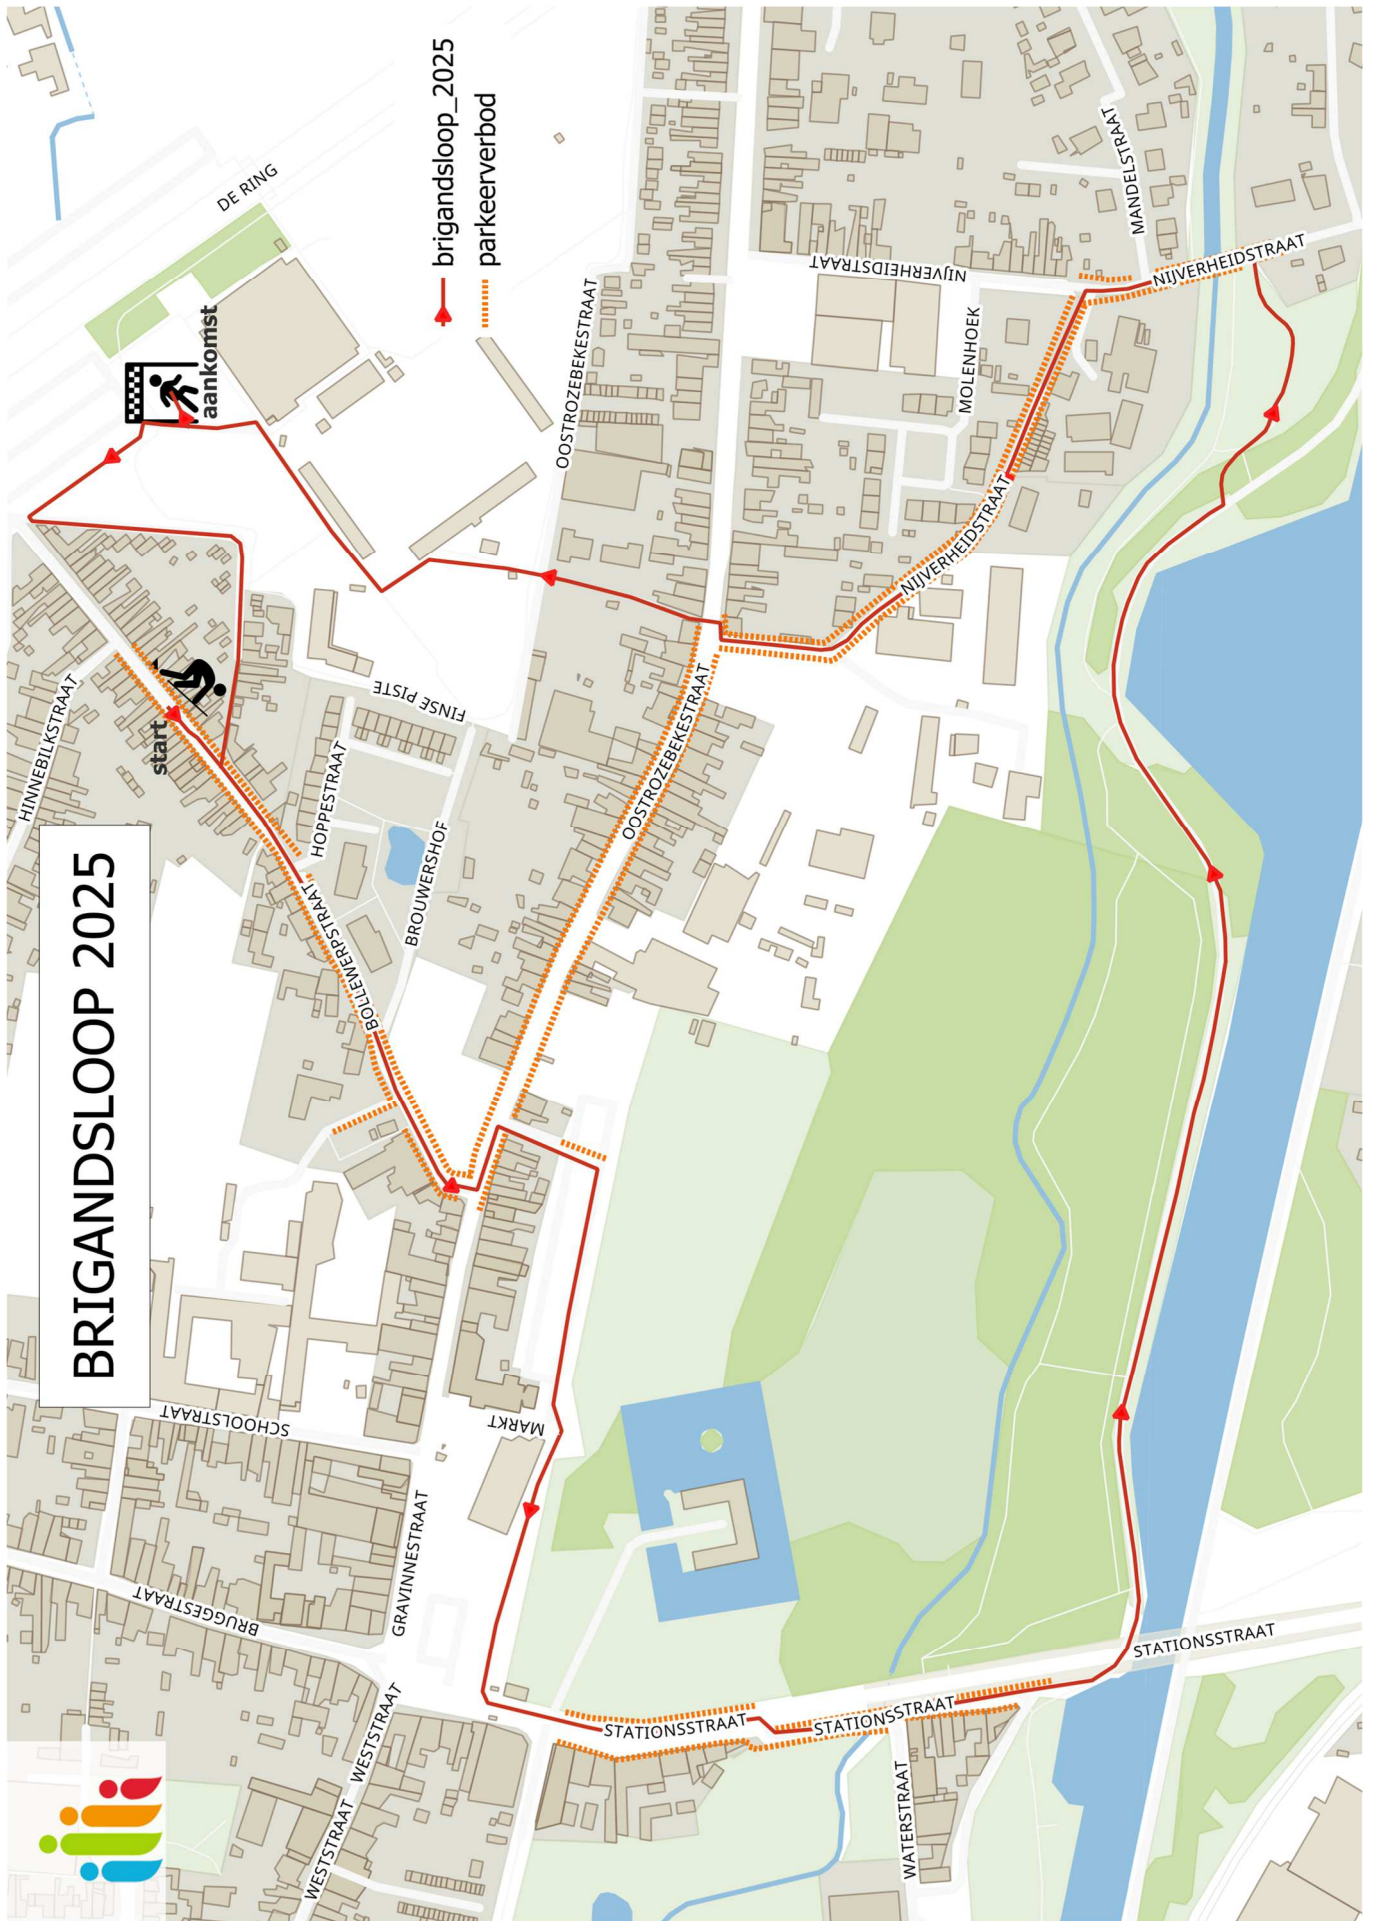 BRIGANDSLOOP 2025
brigandsloop_2025
parkeerverbod
start
aankomst
DE RING
HINNEBILKSTRAAT
HOPPESTRAAT
FINSE PISTE
BROUWERSHOF
BOLLEWERPSTRAAT
OOSTROZEBEKESTRAAT
OOSTROZEBEKESTRAAT
NIJVERHEIDSTRAAT
MOLENHOEK
MANDELSTRAAT
NIJVERHEIDSTRAAT
NIJVERHEIDSTRAAT
SCHOOLSTRAAT
MARKT
GRAVINNESTRAAT
BRUGGESTRAAT
WESTSTRAAT
WESTSTRAAT
STATIONSSTRAAT
STATIONSSTRAAT
STATIONSSTRAAT
WATERSTRAAT